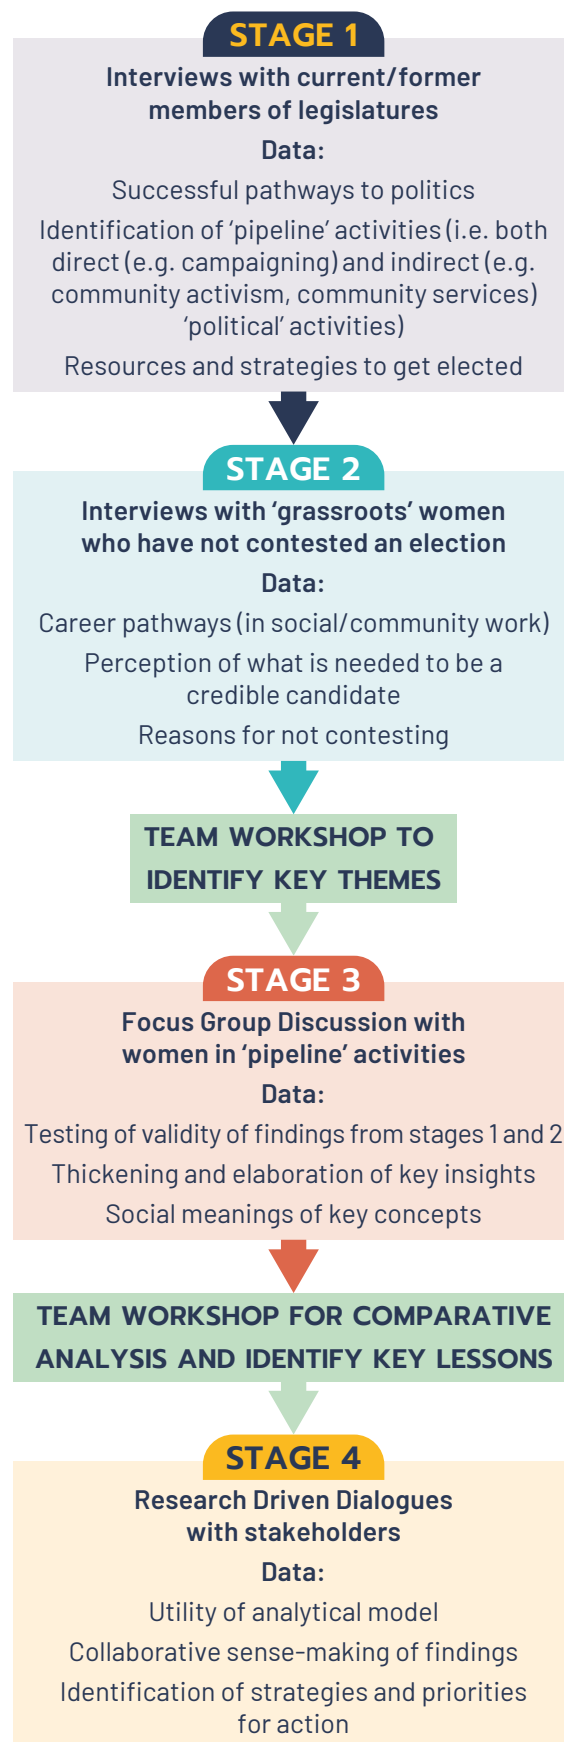 STAGE 1
Interviews with current/former
members of legislatures
Data:
Successful pathways to politics
Identification of ‘pipeline’ activities (i.e. both
direct (e.g. campaigning) and indirect (e.g.
community activism, community services)
‘political’ activities)
Resources and strategies to get elected
STAGE 2
Interviews with ‘grassroots’ women
who have not contested an election
Data:
Career pathways (in social/community work)
Perception of what is needed to be a
credible candidate
Reasons for not contesting
TEAM WORKSHOP TO
IDENTIFY KEY THEMES
STAGE 3
Focus Group Discussion with
women in ‘pipeline’ activities
Data:
Testing of validity of findings from stages 1 and 2
Thickening and elaboration of key insights
Social meanings of key concepts
TEAM WORKSHOP FOR COMPARATIVE
ANALYSIS AND IDENTIFY KEY LESSONS
STAGE 4
Research Driven Dialogues
with stakeholders
Data:
Utility of analytical model
Collaborative sense-making of findings
Identification of strategies and priorities
for action